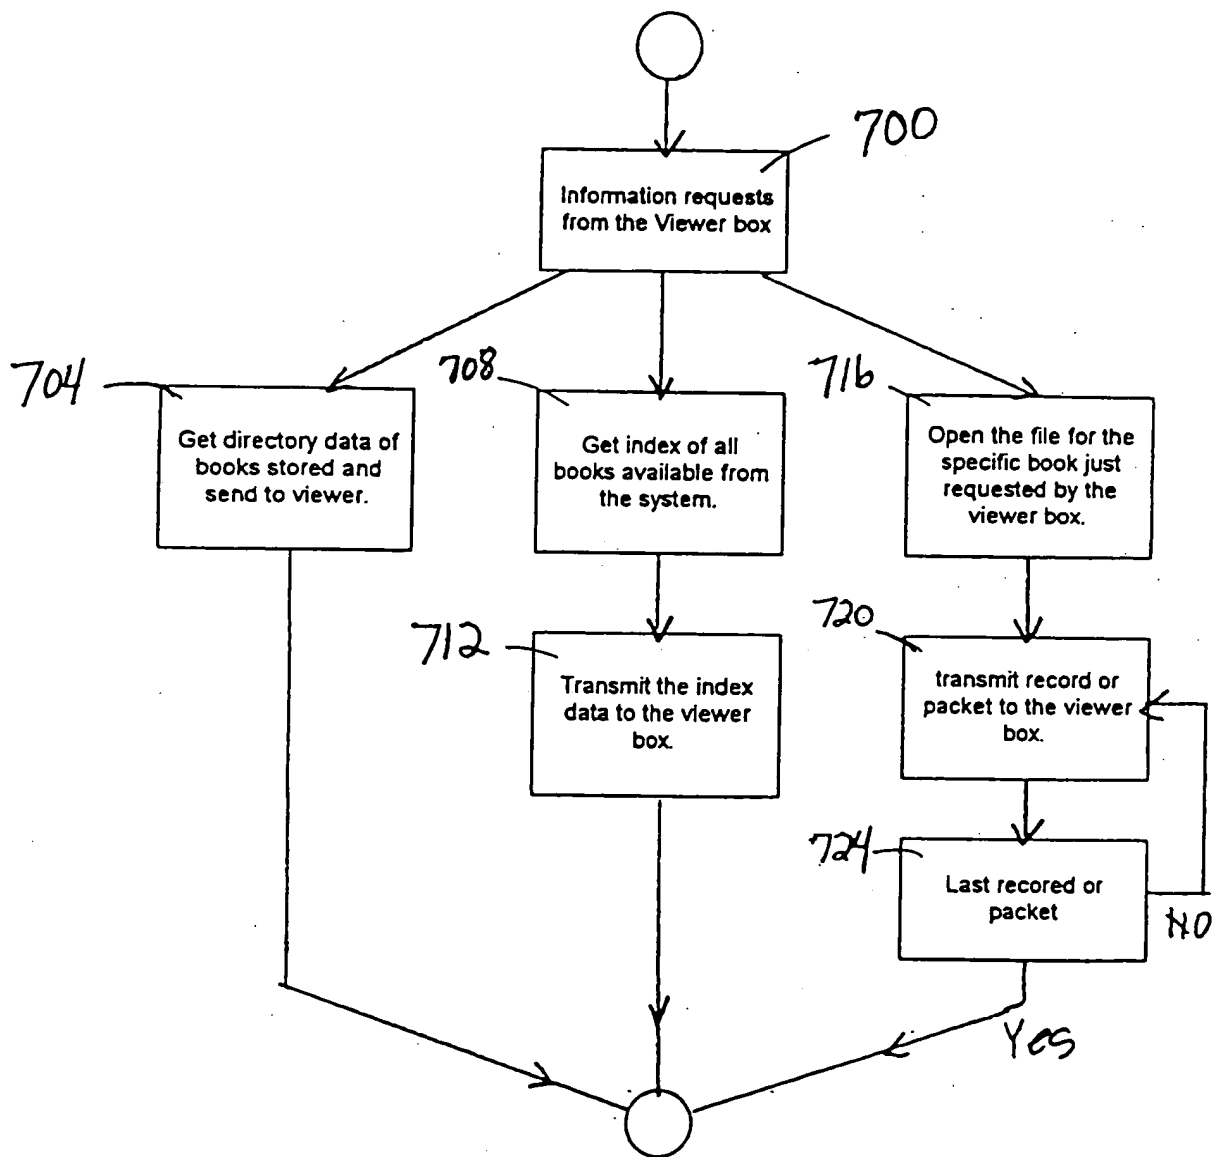 700
Information requests
from the Viewer box
704
708
716
Get directory data of
books stored and
send to viewer.
Get index of all
books available from
the system.
Open the file for the
specific book just
requested by the
viewer box.
712
720
Transmit the index
data to the viewer
box.
transmit record or
packet to the viewer
box.
724
Last recored or
packet
NO
Yes